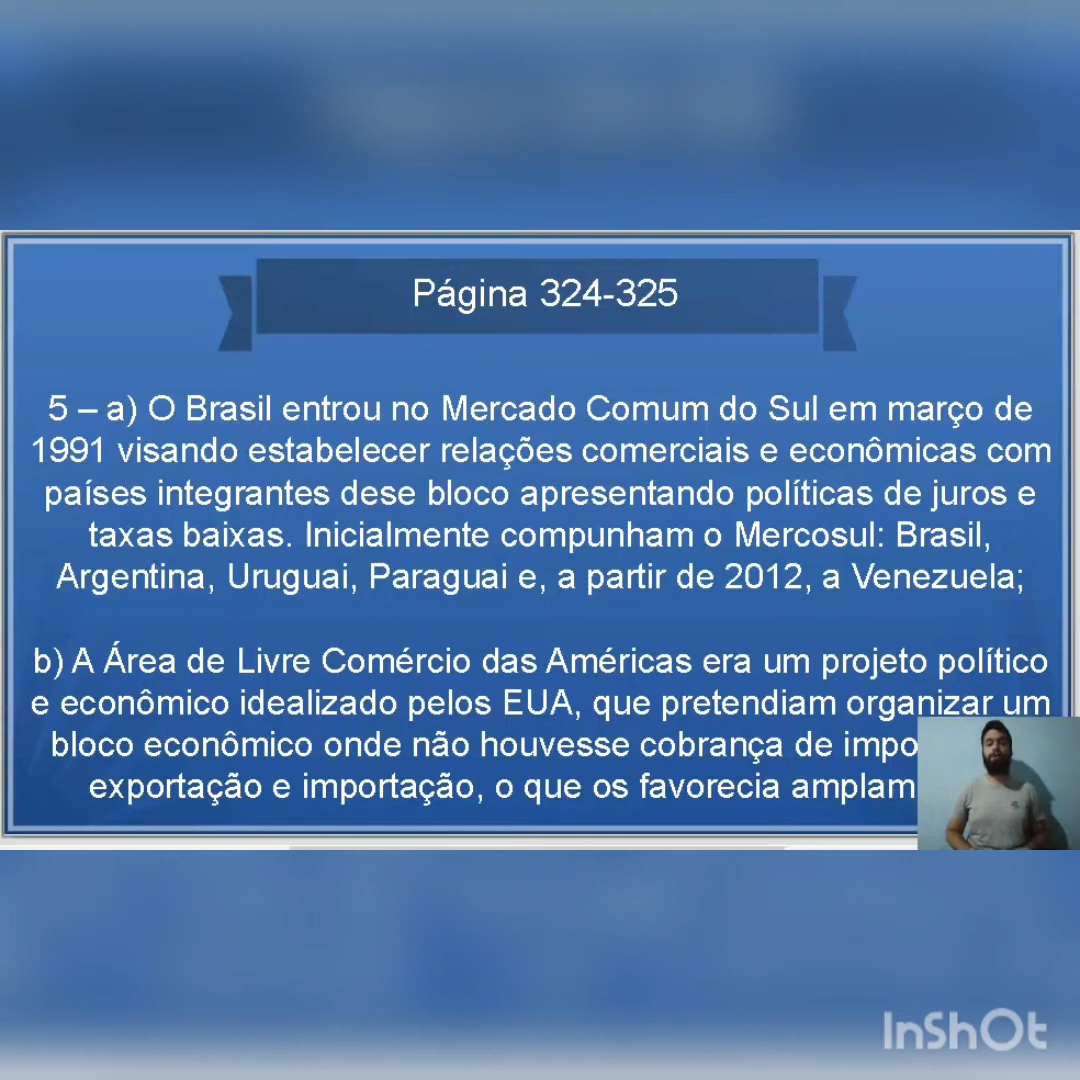 Página 324-325
5 – a) O Brasil entrou no Mercado Comum do Sul em março de
1991 visando estabelecer relações comerciais e econômicas com
países integrantes dese bloco apresentando políticas de juros e
taxas baixas. Inicialmente compunham o Mercosul: Brasil,
Argentina, Uruguai, Paraguai e, a partir de 2012, a Venezuela;
b) A Área de Livre Comércio das Américas era um projeto político
e econômico idealizado pelos EUA, que pretendiam organizar um
bloco econômico onde não houvesse cobrança de impo
exportação e importação, o que os favorecia amplam
InShOt